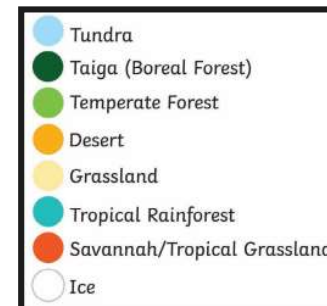 Tundra
Taiga (Boreal Forest)
Temperate Forest
Desert
Grassland
Tropical Rainforest
Savannah/Tropical Grassland
Ice